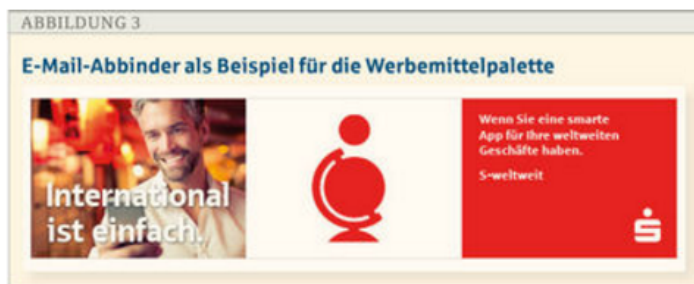 ABBILDUNG 3
E-Mail-Abbinder als Beispiel für die Werbemittelpalette
International
ist einfach.
Wenn Sie eine smarte
App für Ihre weltweiten
Geschäfte haben.
S-weltweit